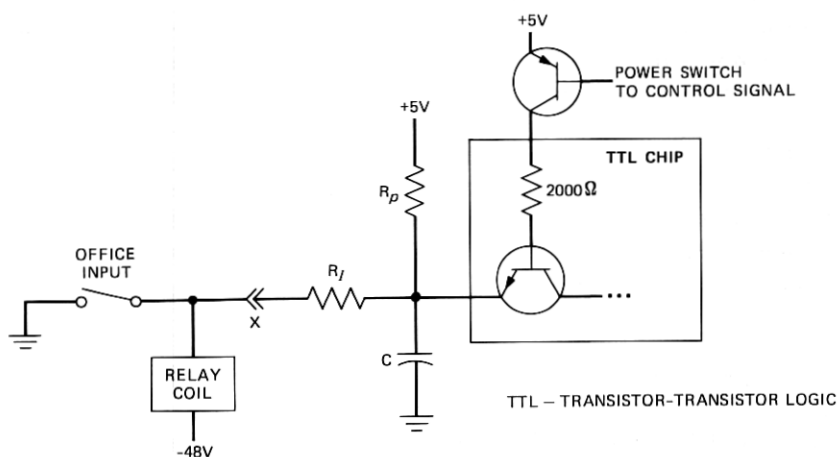 +5V
POWER SWITCH
TO CONTROL SIGNAL
+5V
TTL CHIP
Rp
2000Ω
OFFICE
INPUT
RI
X
C
RELAY
COIL
TTL – TRANSISTOR-TRANSISTOR LOGIC
-48V